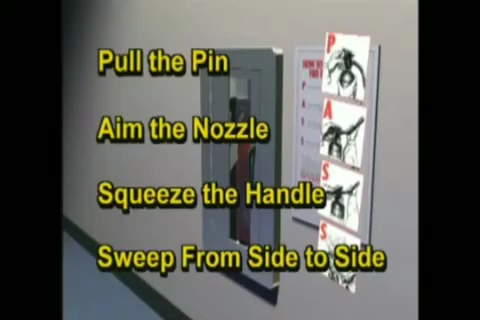 Pull the Pin
P
Aim the Nozzle
A
Squeeze the Handle
S
Sweep From Side to Side
S